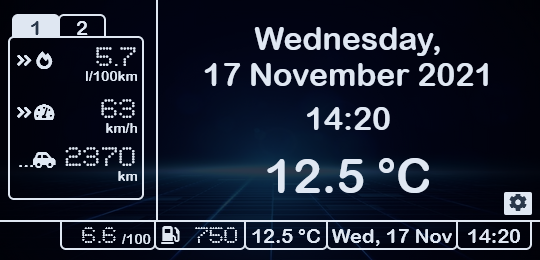 1 2
5.7
l/100km
63
km/h
2370
km
Wednesday,
17 November 2021
14:20
12.5 °C
6.6 /100 750 12.5 °C Wed, 17 Nov 14:20